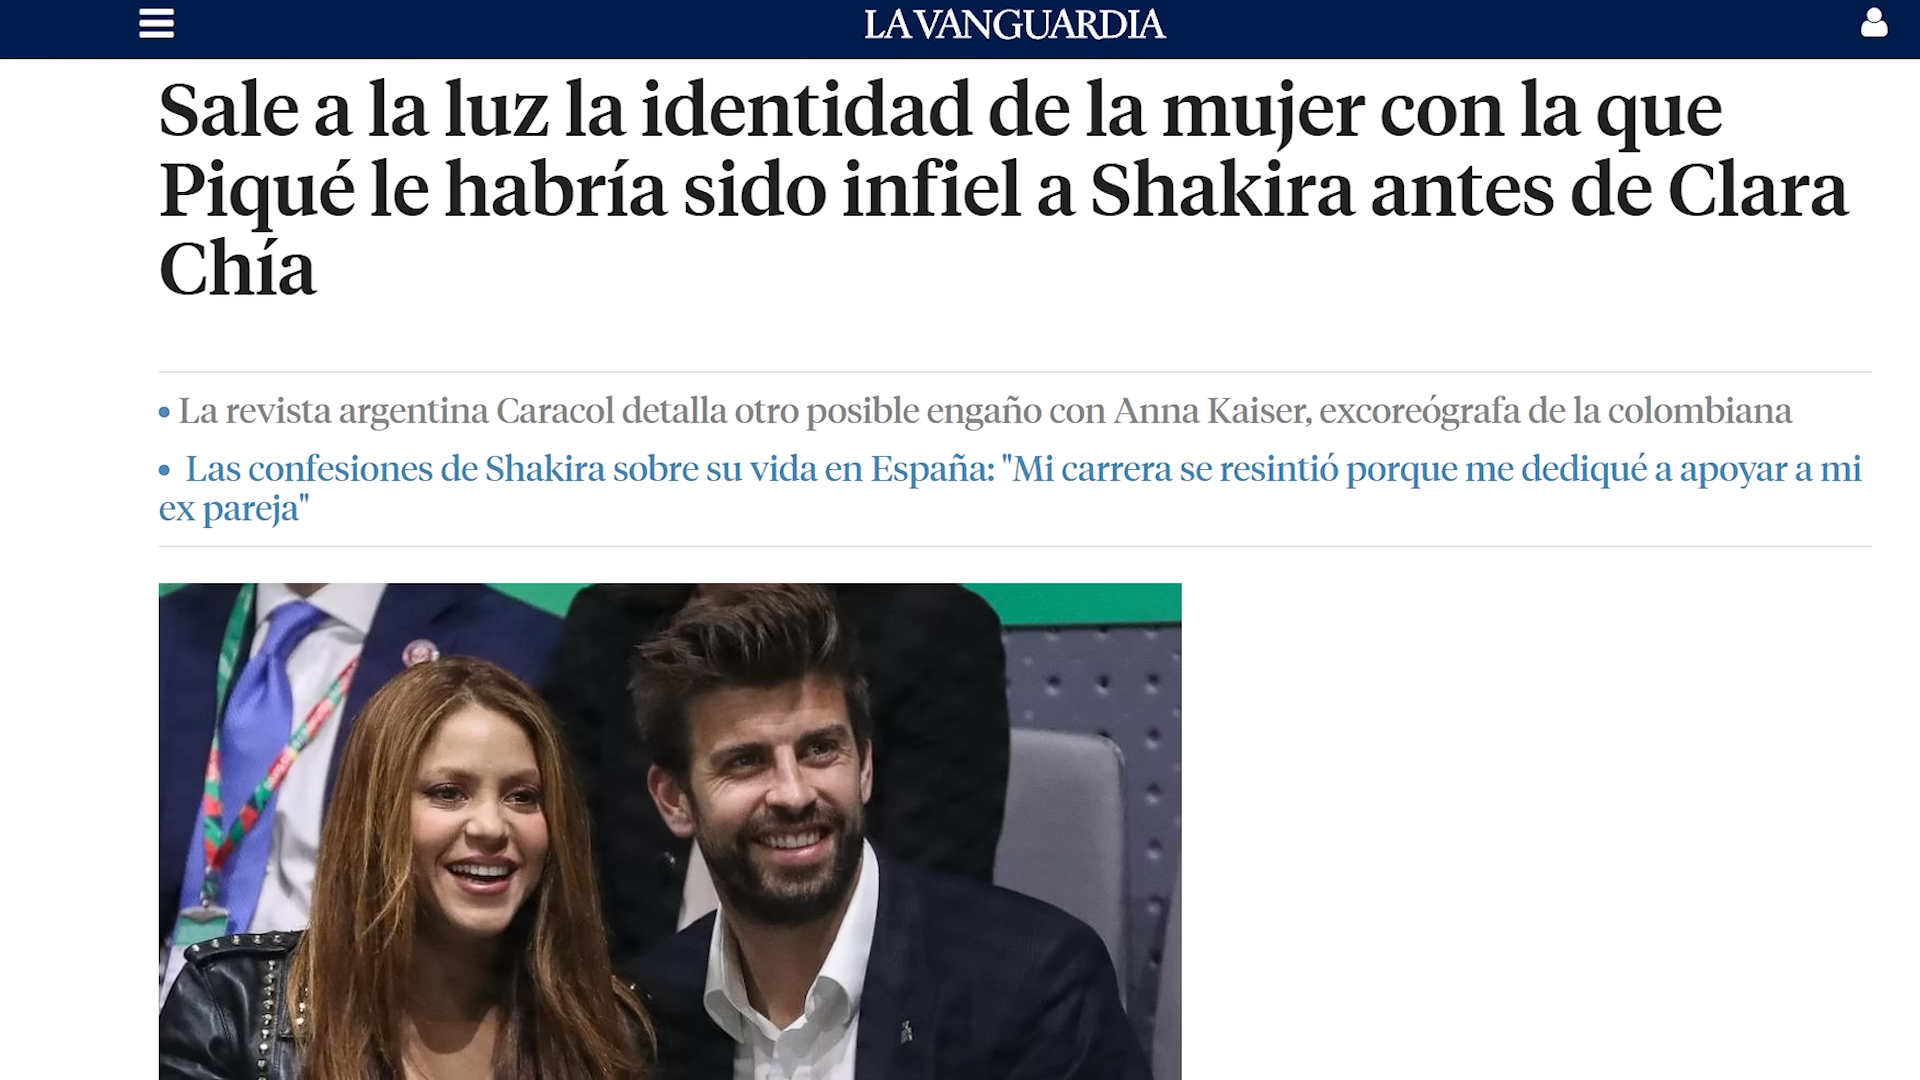 LA VANGUARDIA
Sale a la luz la identidad de la mujer con la que
Piqué le habría sido infiel a Shakira antes de Clara
Chía
• La revista argentina Caracol detalla otro posible engaño con Anna Kaiser, excoreógrafa de la colombiana
• Las confesiones de Shakira sobre su vida en España: "Mi carrera se resintió porque me dediqué a apoyar a mi
ex pareja"